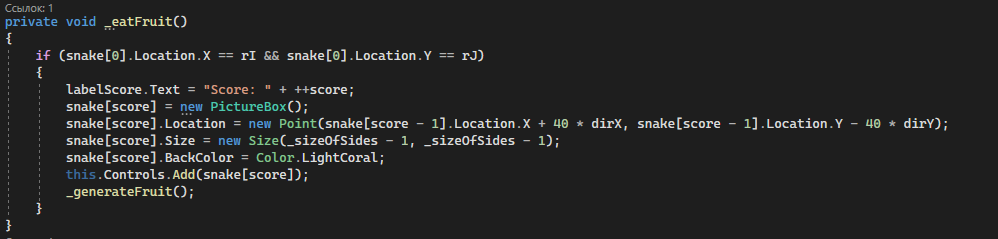 Ссылок: 1
private void _eatFruit()
{
if (snake[0].Location.X == rI && snake[0].Location.Y == rJ)
{
labelScore.Text = "Score: " + ++score;
snake[score] = new PictureBox();
snake[score].Location = new Point(snake[score - 1].Location.X + 40 * dirX, snake[score - 1].Location.Y - 40 * dirY);
snake[score].Size = new Size(_sizeOfSides - 1, _sizeOfSides - 1);
snake[score].BackColor = Color.LightCoral;
this.Controls.Add(snake[score]);
_generateFruit();
}
}